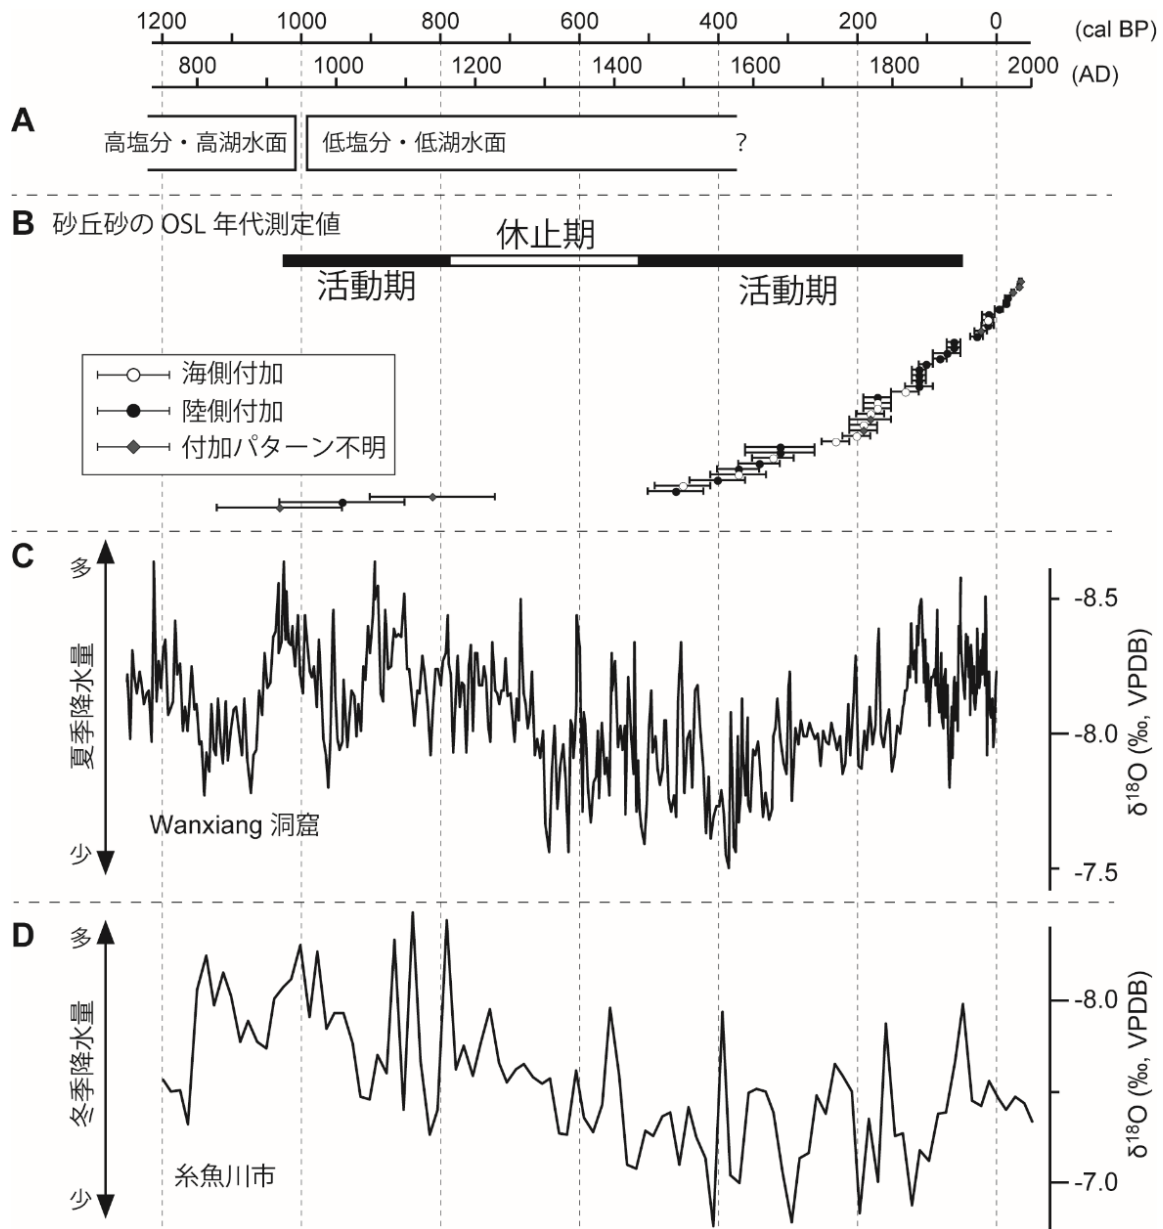 1200 1000 800 600 400 200 0 (cal BP)
800 1000 1200 1400 1600 1800 2000 (AD)
A
高塩分・高湖水面 低塩分・低湖水面 ?
B 砂丘砂の OSL 年代測定値
休止期
活動期 活動期
海側付加
陸側付加
付加パターン不明
C
多
夏季降水量
少
Wanxiang 洞窟
-8.5
-8.0
-7.5
δ¹⁸O (‰, VPDB)
D
多
冬季降水量
少
糸魚川市
-8.0
-7.0
δ¹⁸O (‰, VPDB)